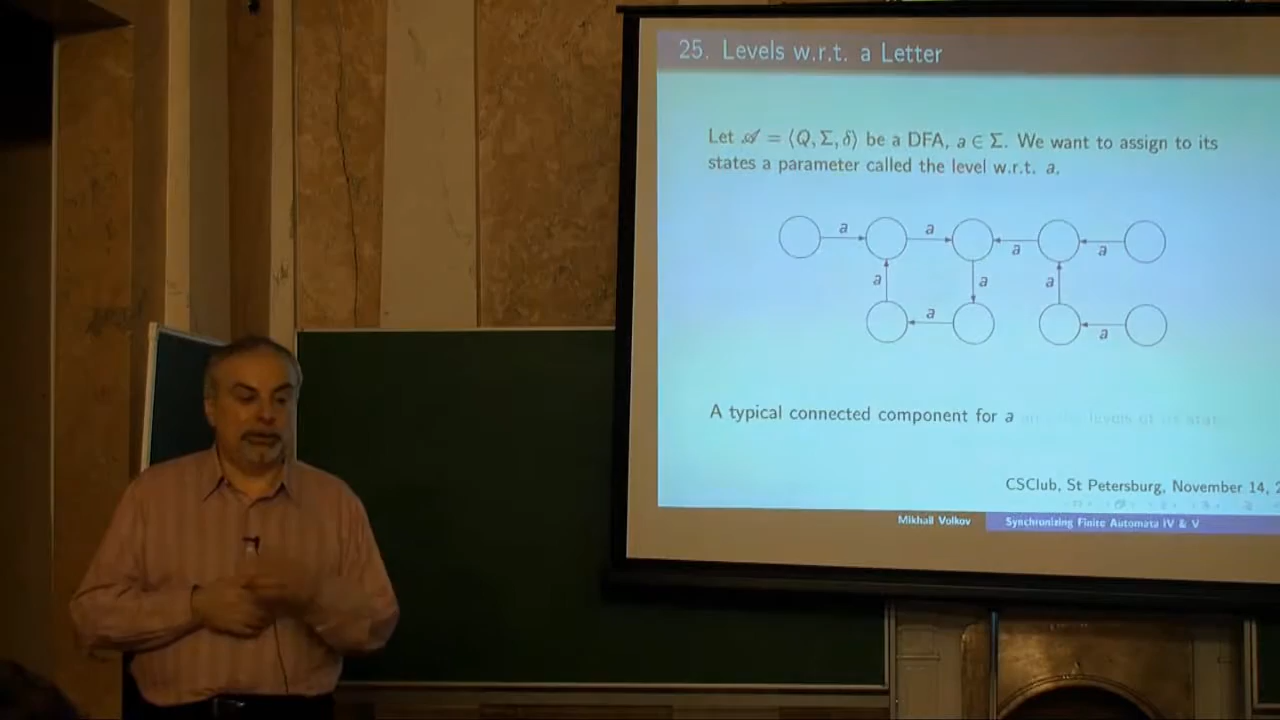 25. Levels w.r.t. a Letter
Let 𝒜 = ⟨Q, Σ, δ⟩ be a DFA, a ∈ Σ. We want to assign to its
states a parameter called the level w.r.t. a.
a a a a
a a a
a a
A typical connected component for a
CSClub, St Petersburg, November 14,
Mikhail Volkov Synchronizing Finite Automata IV & V